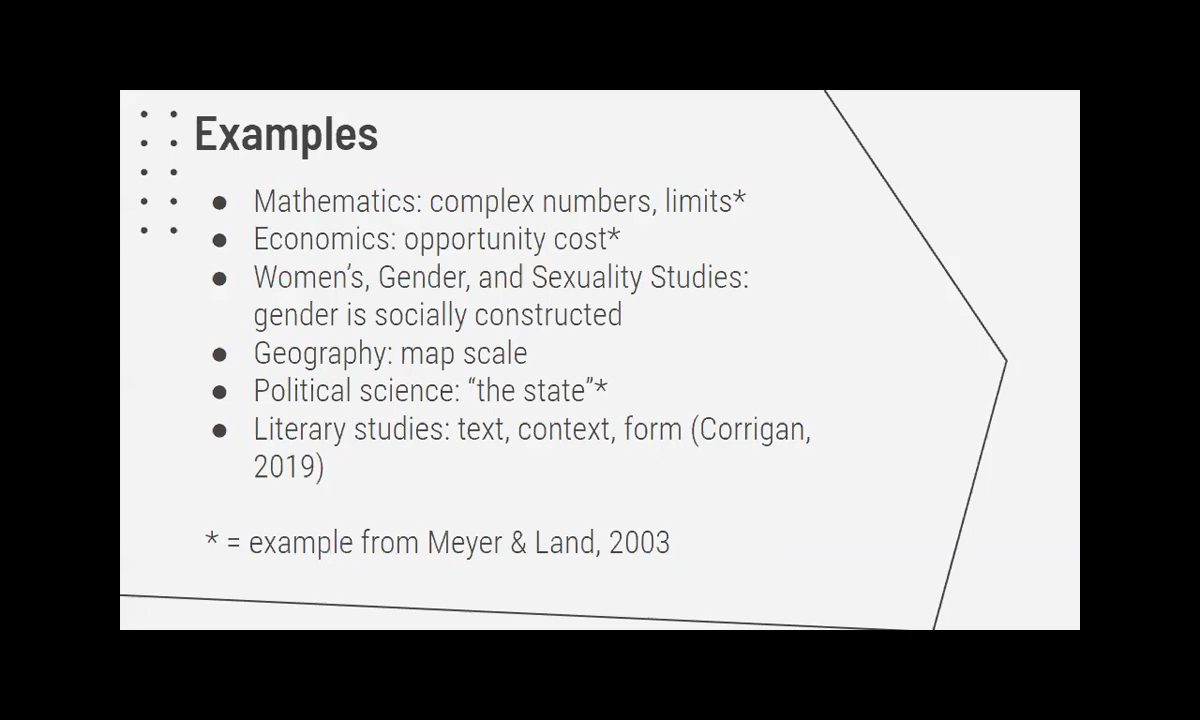 Examples
● Mathematics: complex numbers, limits*
● Economics: opportunity cost*
● Women's, Gender, and Sexuality Studies:
gender is socially constructed
● Geography: map scale
● Political science: “the state”*
● Literary studies: text, context, form (Corrigan,
2019)
* = example from Meyer & Land, 2003